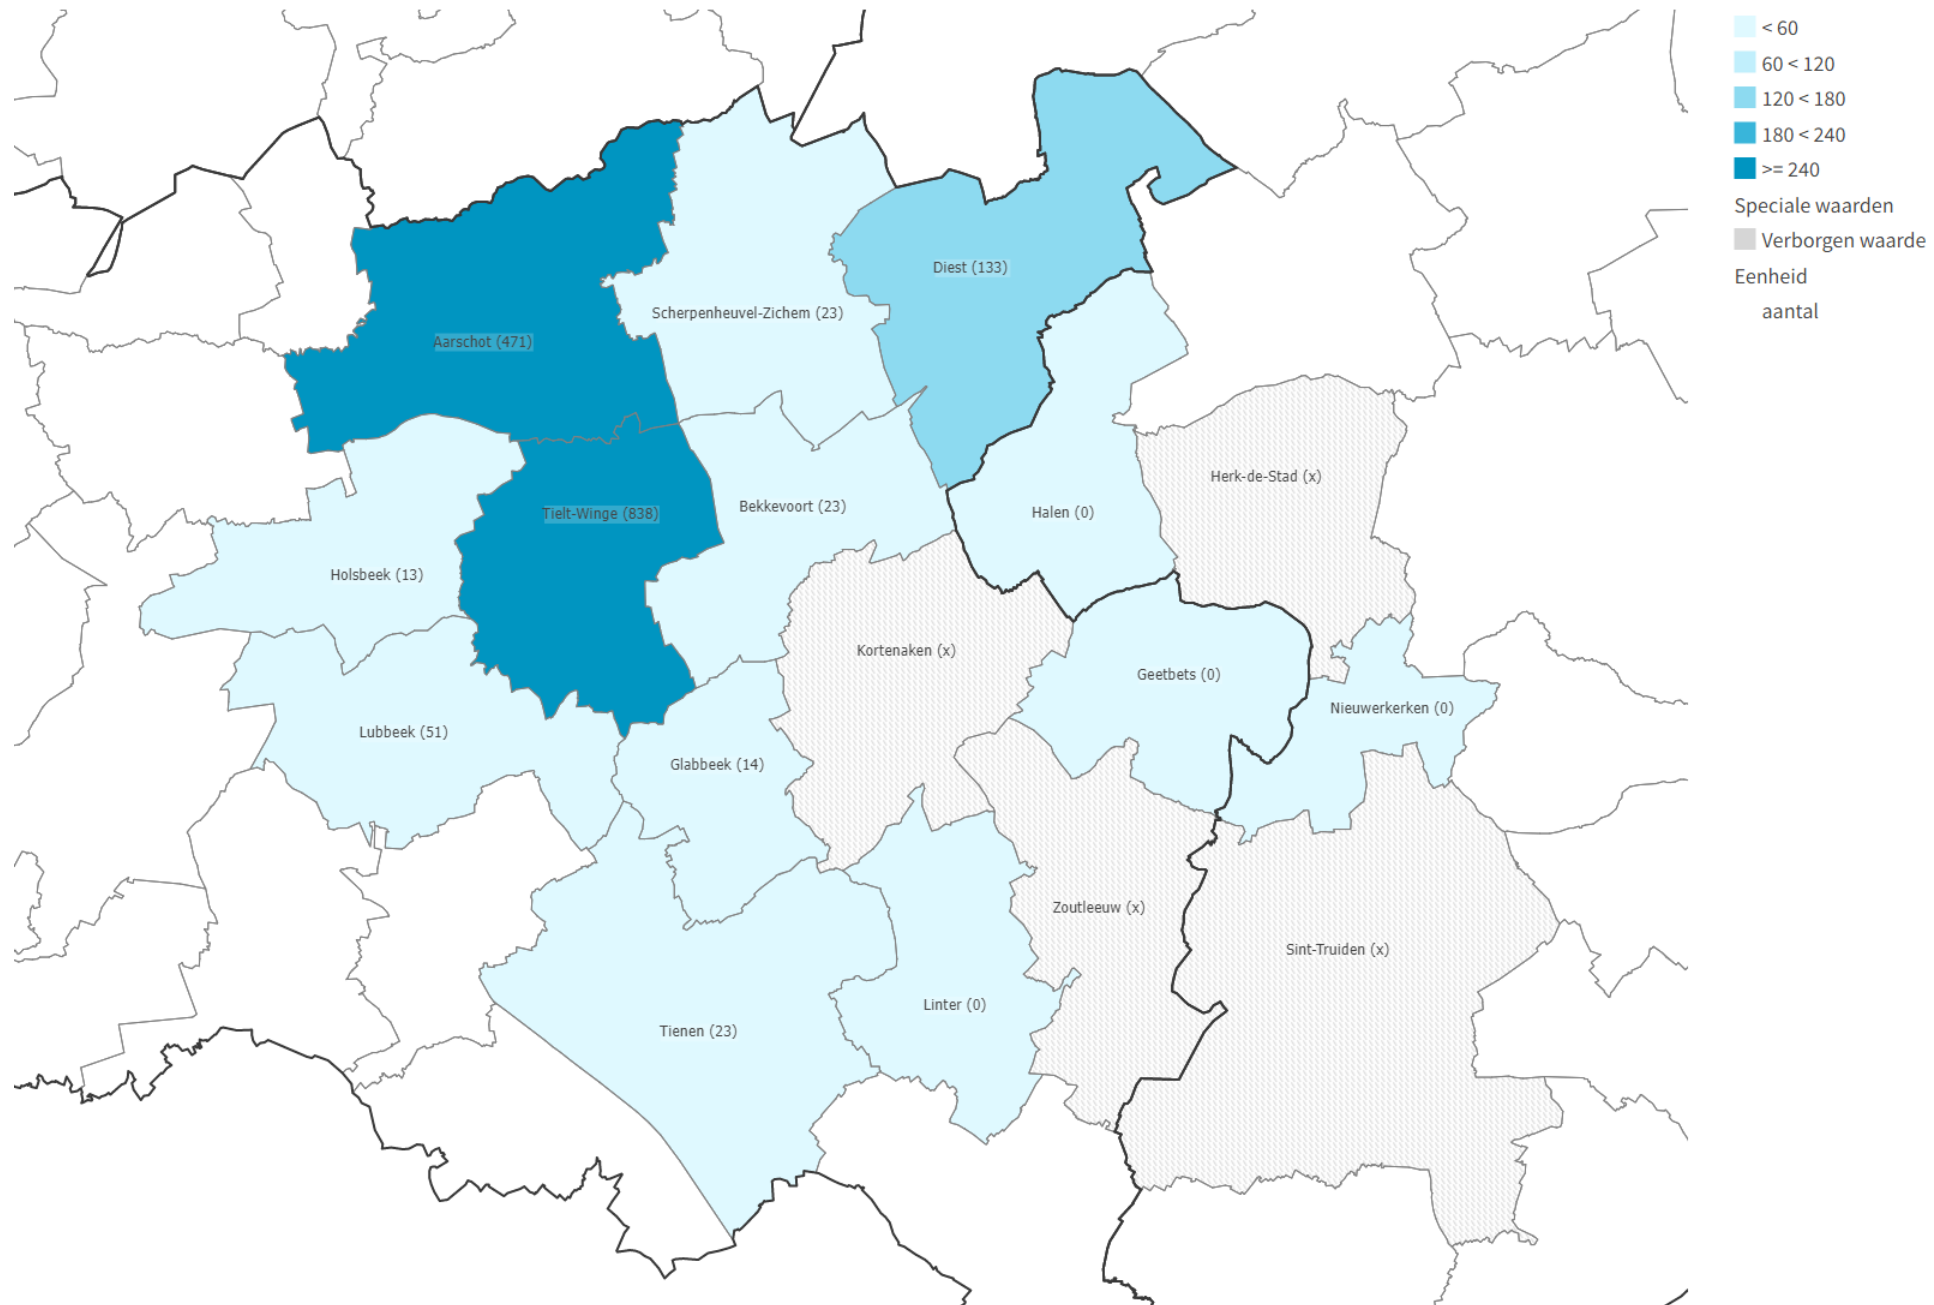 < 60
60 < 120
120 < 180
180 < 240
>= 240
Speciale waarden
Verborgen waarde
Eenheid
aantal
Diest (133)
Scherpenheuvel-Zichem (23)
Aarschot (471)
Herk-de-Stad (x)
Bekkevoort (23)
Halen (0)
Tielt-Winge (838)
Holsbeek (13)
Kortenaken (x)
Geetbets (0)
Nieuwerkerken (0)
Lubbeek (51)
Glabbeek (14)
Zoutleeuw (x)
Sint-Truiden (x)
Linter (0)
Tienen (23)